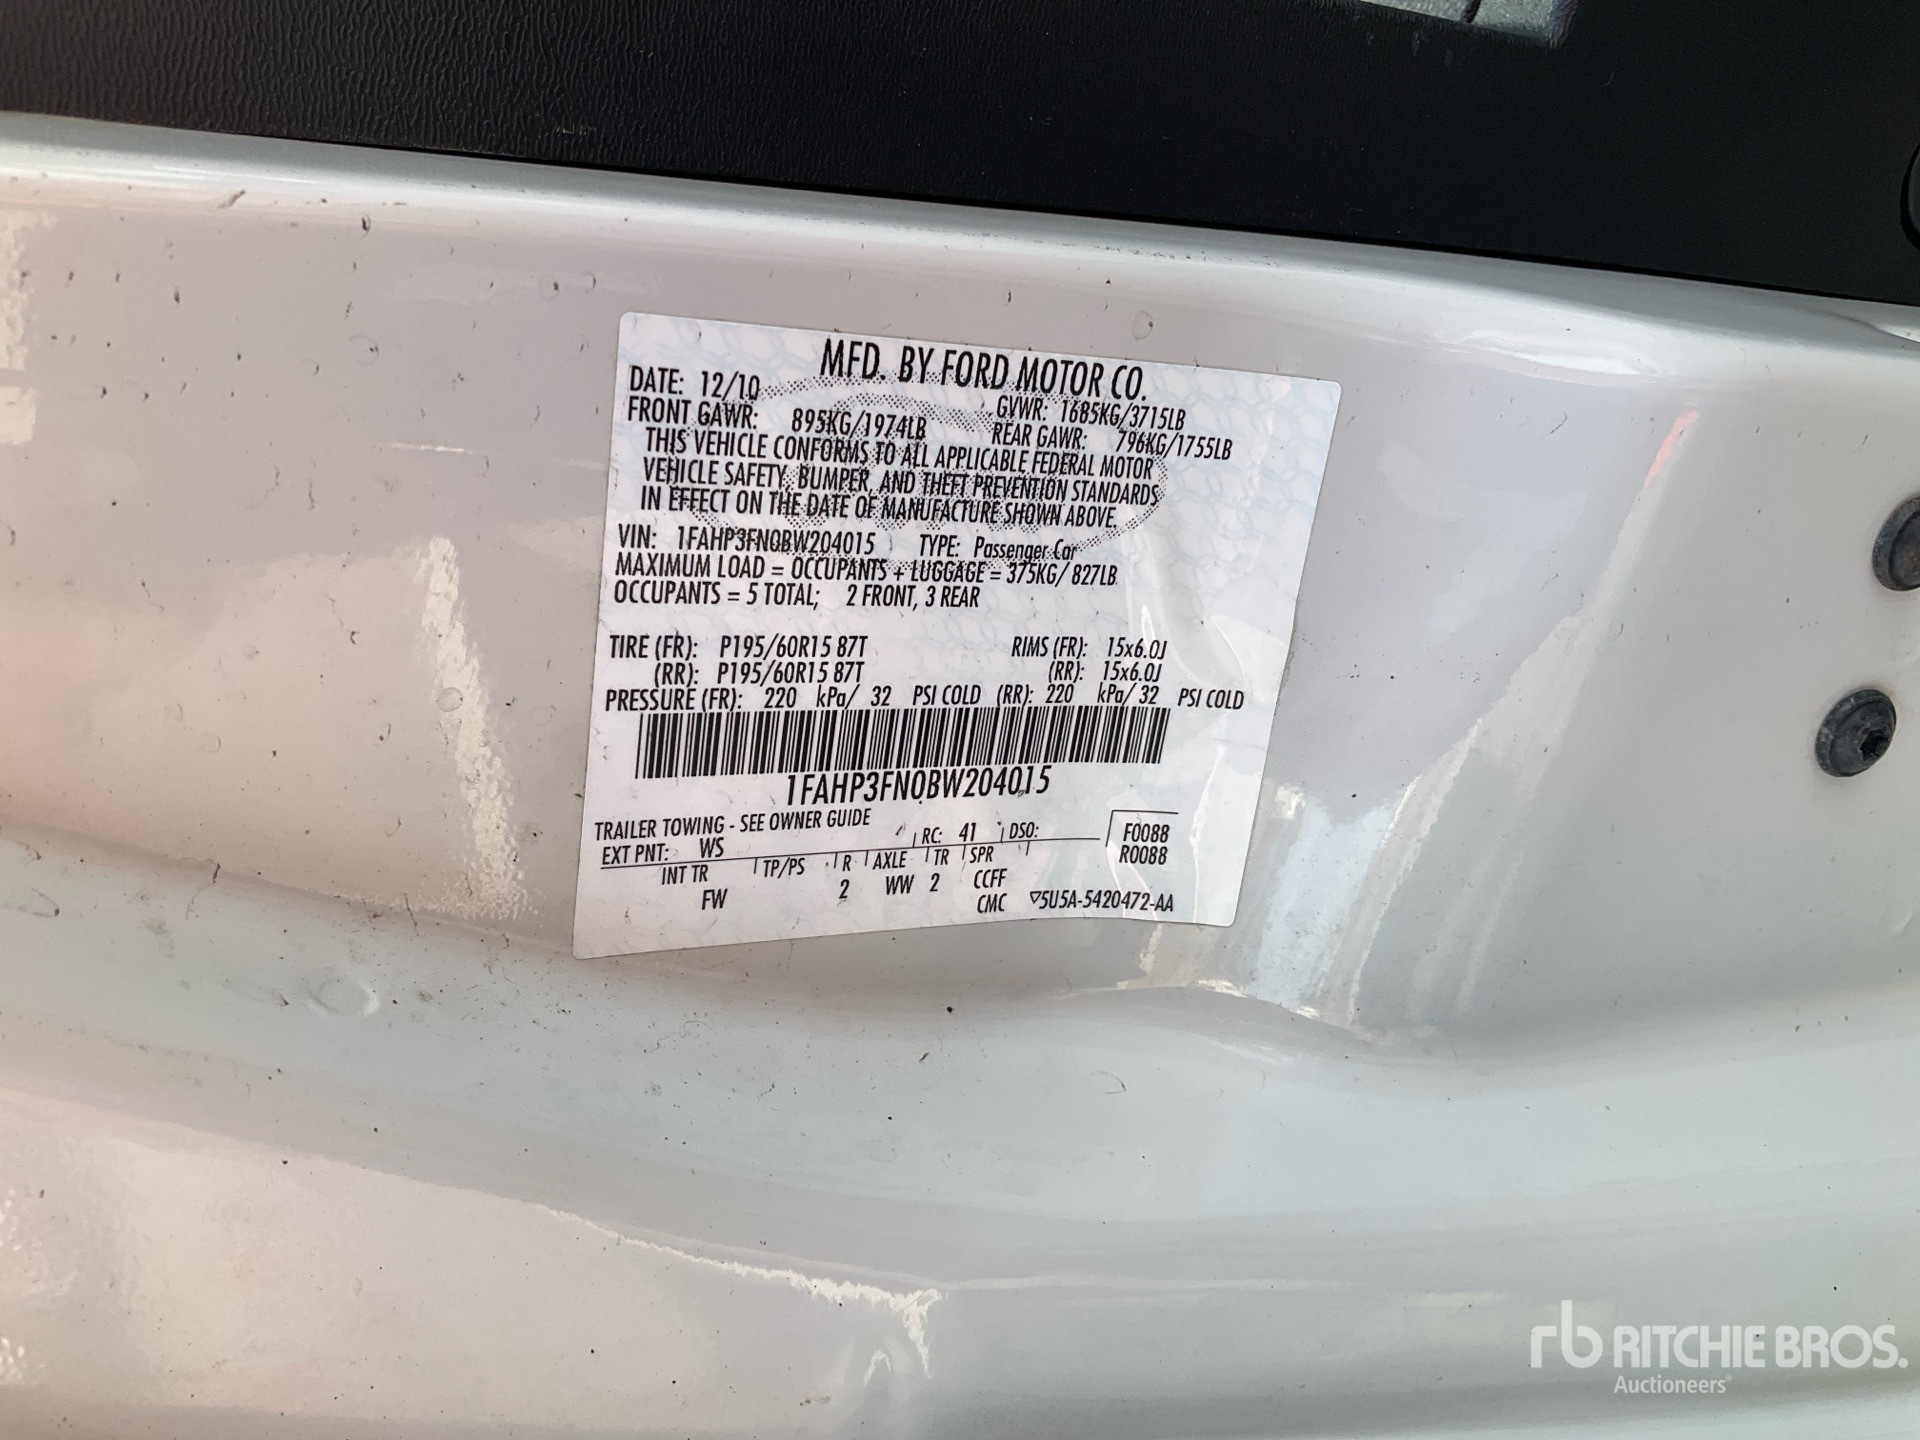 MFD. BY FORD MOTOR CO.
DATE: 12/10 GVWR: 1685KG/3715LB
FRONT GAWR: 895KG/1974LB REAR GAWR: 796KG/1755LB
THIS VEHICLE CONFORMS TO ALL APPLICABLE FEDERAL MOTOR
VEHICLE SAFETY, BUMPER, AND THEFT PREVENTION STANDARDS
IN EFFECT ON THE DATE OF MANUFACTURE SHOWN ABOVE.
VIN: 1FAHP3FN0BW204015 TYPE: Passenger Car
MAXIMUM LOAD = OCCUPANTS + LUGGAGE = 375KG/ 827LB
OCCUPANTS = 5 TOTAL; 2 FRONT, 3 REAR
TIRE (FR): P195/60R15 87T RIMS (FR): 15x6.0J
(RR): P195/60R15 87T (RR): 15x6.0J
PRESSURE (FR): 220 kPa/ 32 PSI COLD (RR): 220 kPa/ 32 PSI COLD
1FAHP3FN0BW204015
TRAILER TOWING - SEE OWNER GUIDE
EXT PNT: WS RC: 41 DSO: F0088
INT TR TP/PS R AXLE TR SPR R0088
FW 2 WW 2 CCFF
CMC ▽5U5A-5420472-AA
rb RITCHIE BROS.
Auctioneers